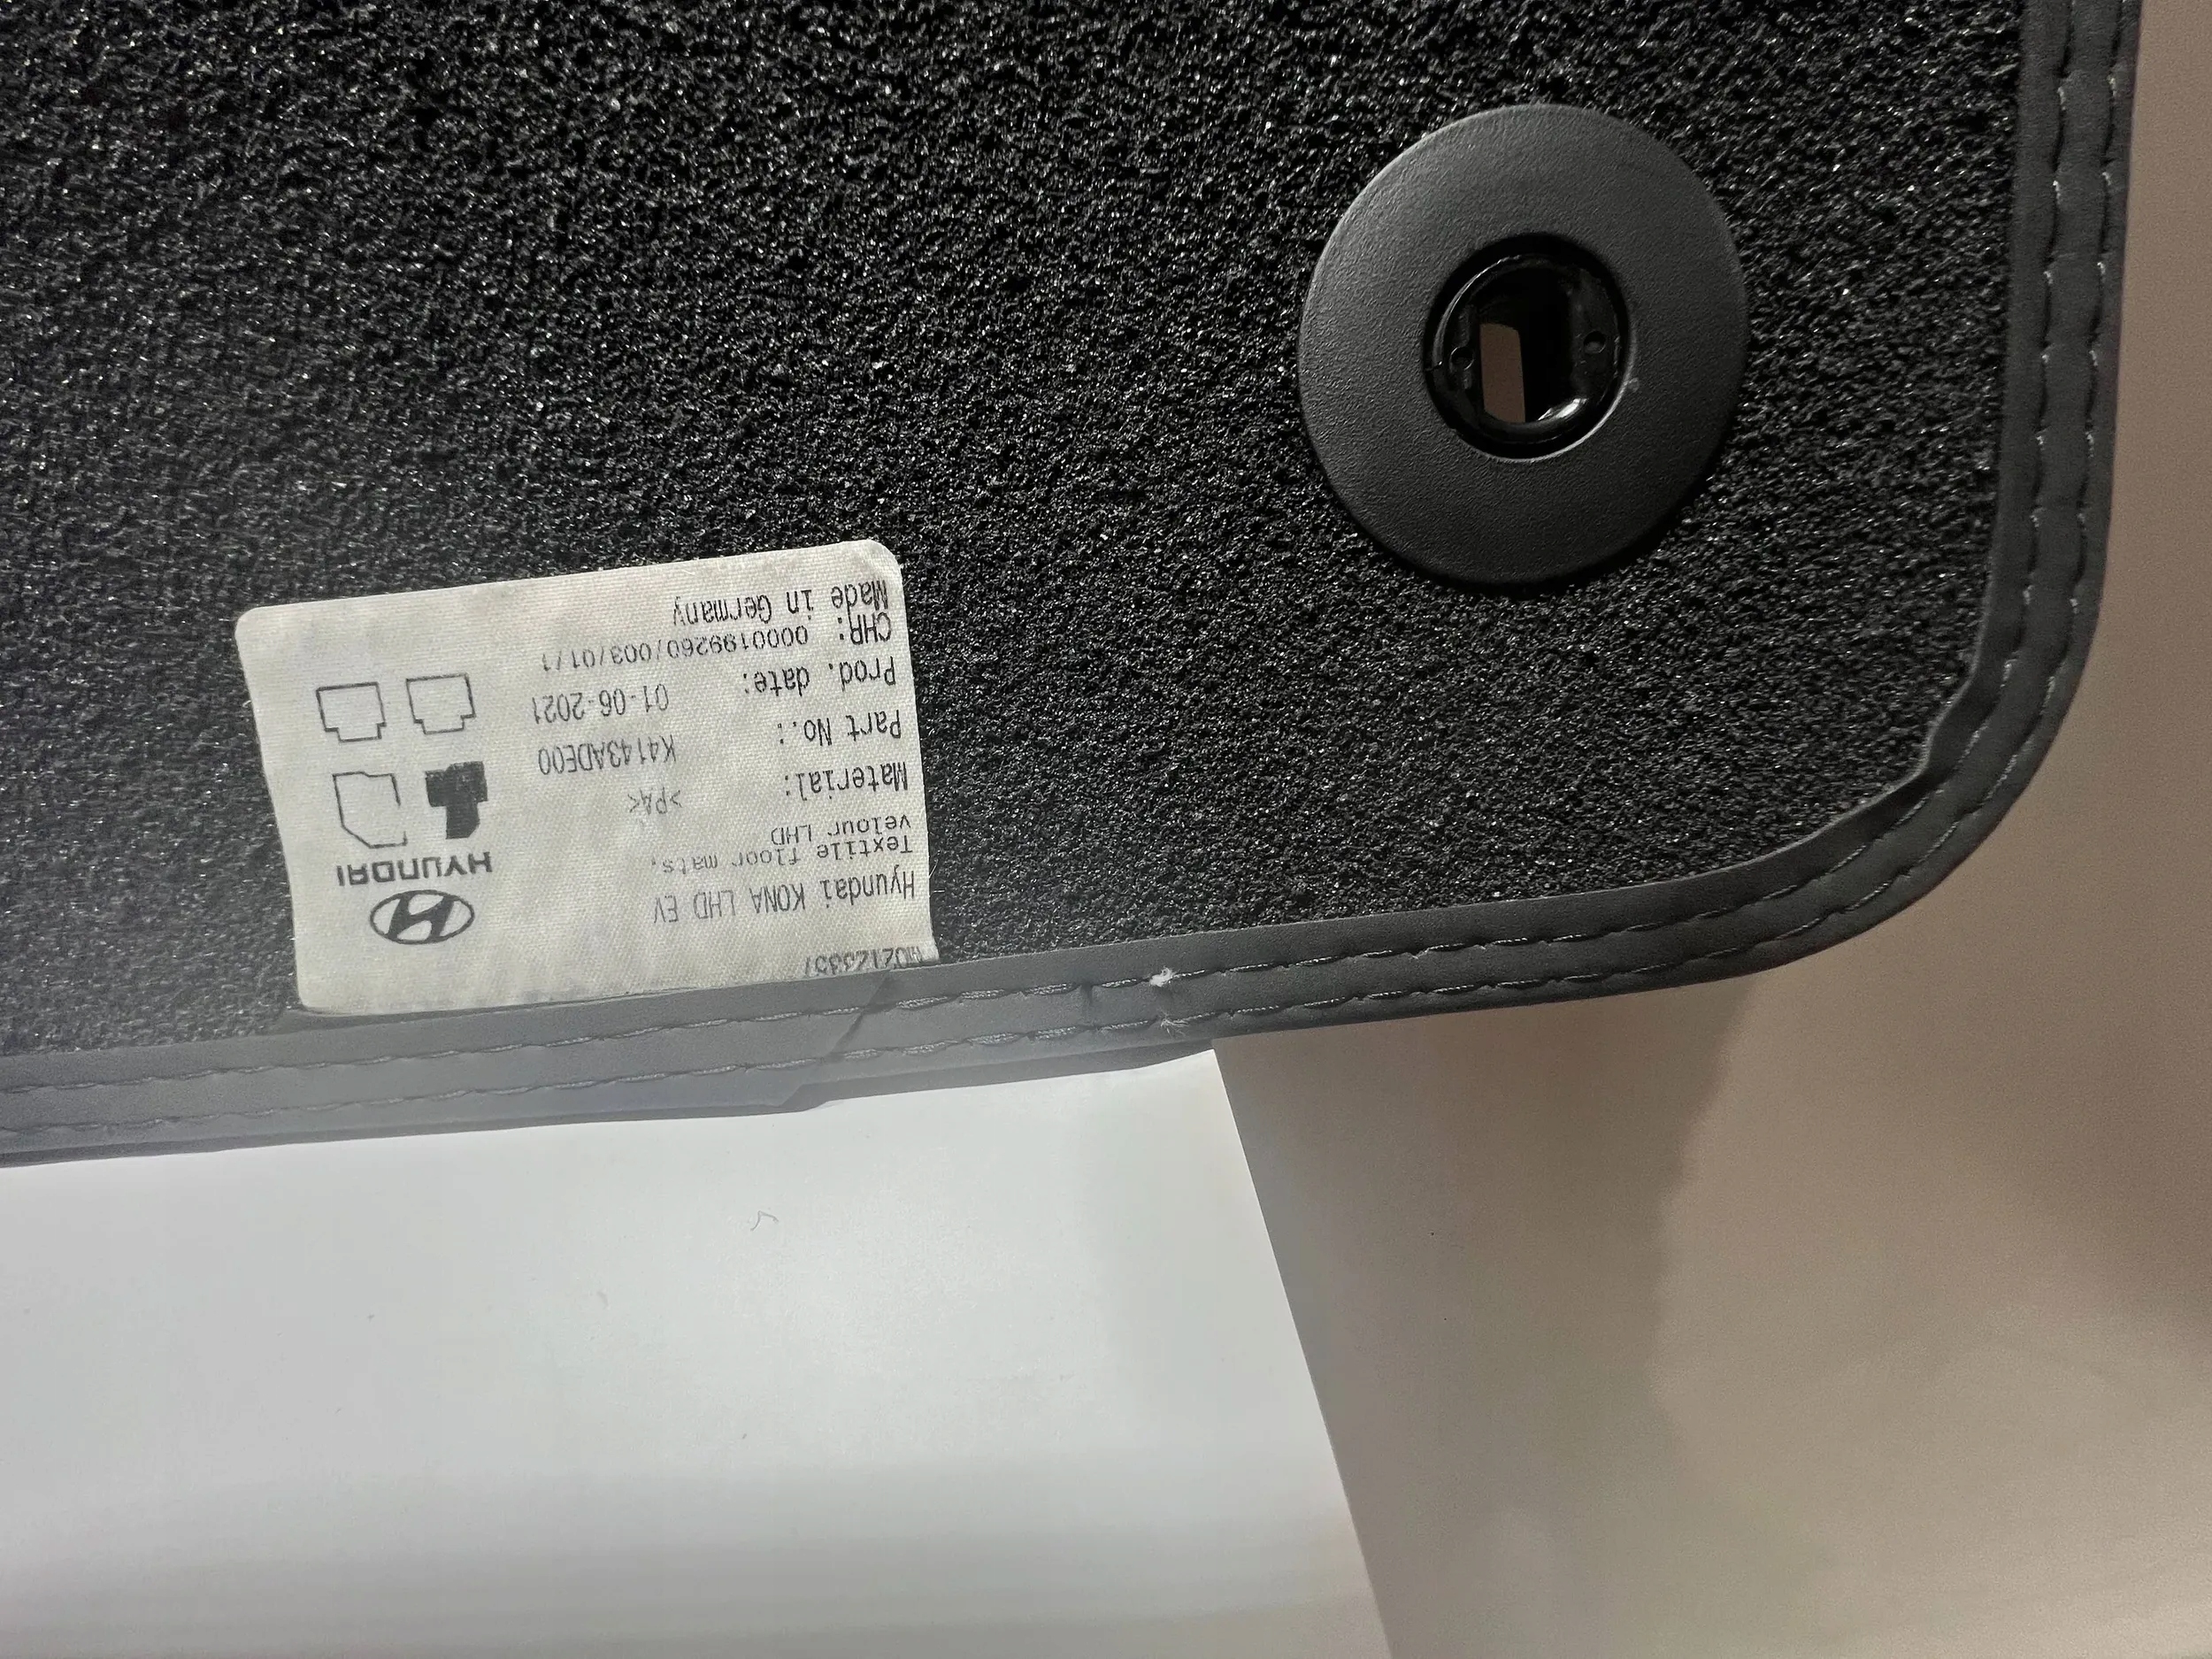 Hyundai KONA LHD EV
Textile floor mats,
velour LHD
Material: >PA<
Part No.: K4143ADE00
Prod. date: 01-06-2021
CHR: 0000199260/003/01/1
Made in Germany
HYUNDAI